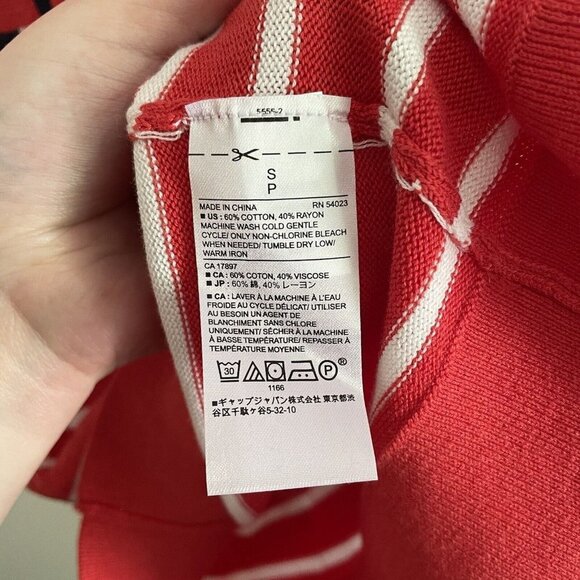 5555-2
S
P
MADE IN CHINA RN 54023
■ US: 60% COTTON, 40% RAYON
MACHINE WASH COLD GENTLE
CYCLE/ ONLY NON-CHLORINE BLEACH
WHEN NEEDED/ TUMBLE DRY LOW/
WARM IRON
CA 17897
■ CA: 60% COTON, 40% VISCOSE
■ JP: 60% 綿, 40% レーヨン
■ CA: LAVER À LA MACHINE À L'EAU
FROIDE AU CYCLE DÉLICAT/ UTILISER
AU BESOIN UN AGENT DE
BLANCHIMENT SANS CHLORE
UNIQUEMENT/ SÉCHER À LA MACHINE
À BASSE TEMPÉRATURE/ REPASSER À
TEMPÉRATURE MOYENNE
30 P ®
1166
■ギャップジャパン株式会社 東京都渋
谷区千駄ヶ谷5-32-10